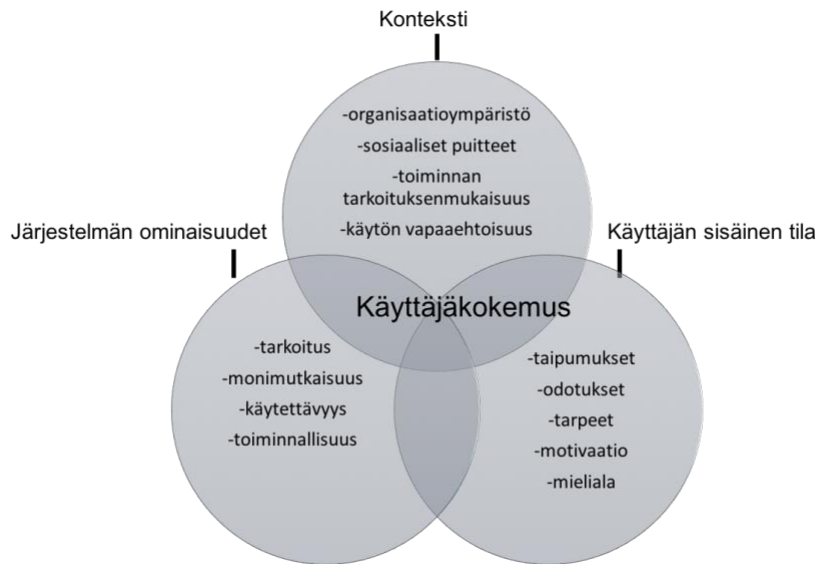 Konteksti
-organisaatioympäristö
-sosiaaliset puitteet
-toiminnan
tarkoituksenmukaisuus
-käytön vapaaehtoisuus
Järjestelmän ominaisuudet
Käyttäjän sisäinen tila
Käyttäjäkokemus
-tarkoitus
-monimutkaisuus
-käytettävyys
-toiminnallisuus
-taipumukset
-odotukset
-tarpeet
-motivaatio
-mieliala